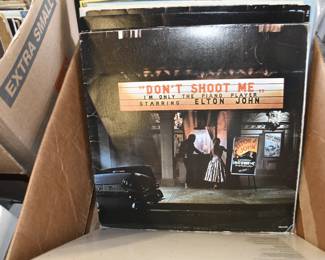 EXTRA SMALL
"DON'T SHOOT ME"
I'M ONLY THE PIANO PLAYER
STARRING ELTON JOHN